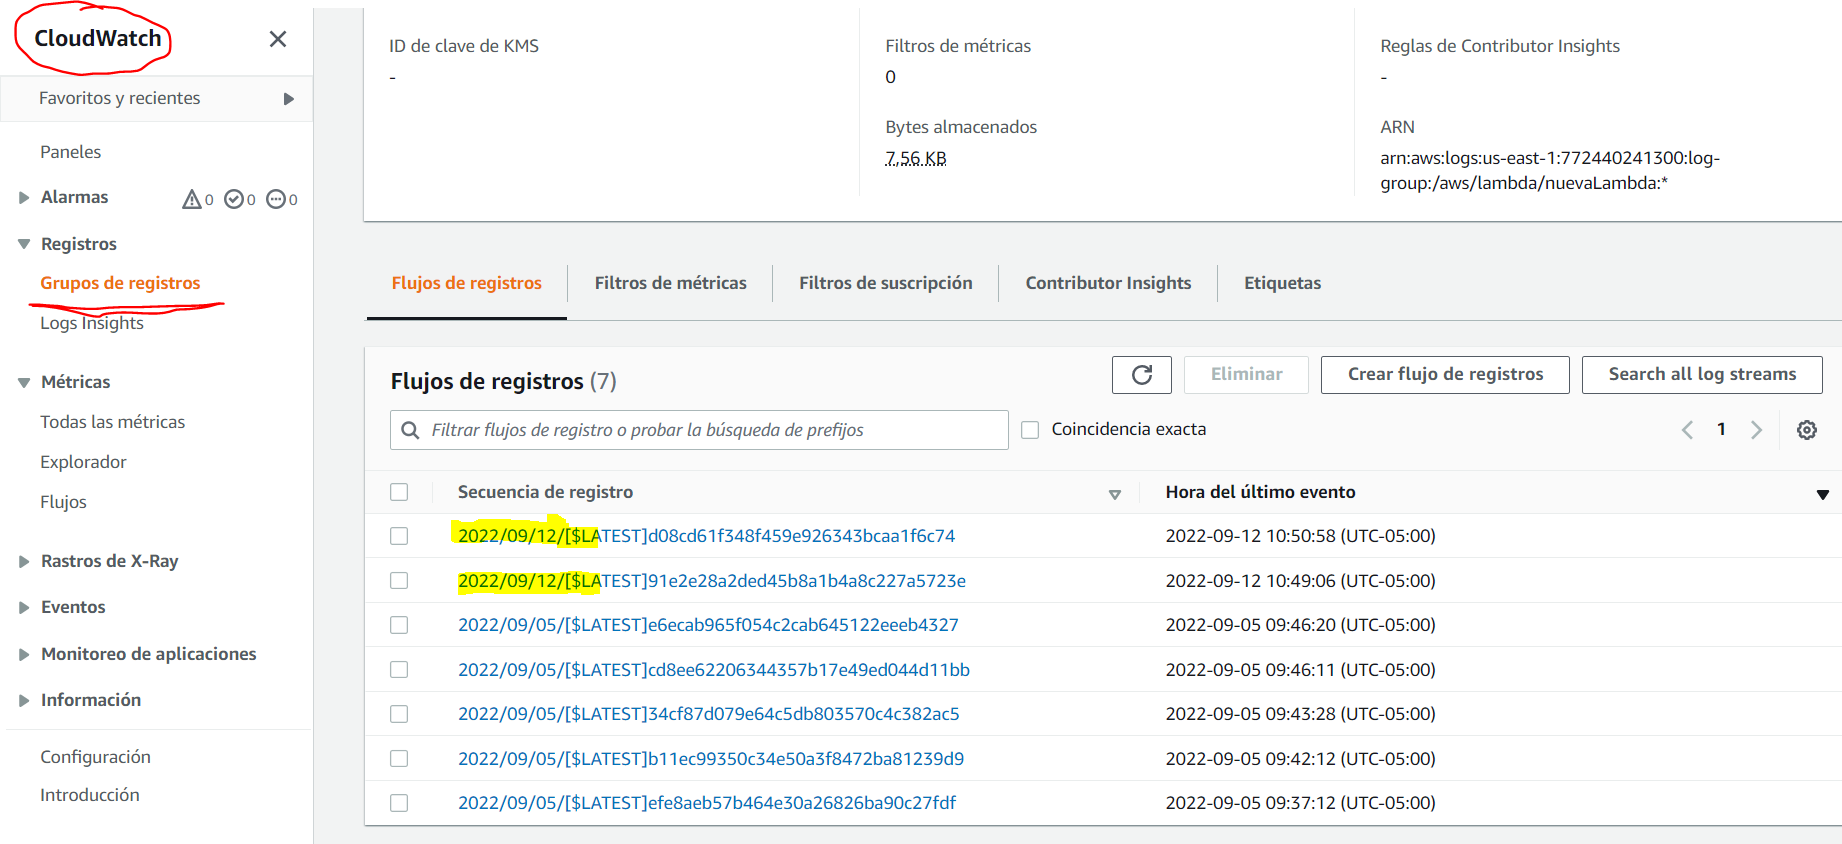 CloudWatch
Favoritos y recientes
Paneles
Alarmas 0 0 0
Registros
Grupos de registros
Logs Insights
Métricas
Todas las métricas
Explorador
Flujos
Rastros de X-Ray
Eventos
Monitoreo de aplicaciones
Información
Configuración
Introducción
ID de clave de KMS
-
Filtros de métricas
0
Bytes almacenados
7,56 KB
Reglas de Contributor Insights
-
ARN
arn:aws:logs:us-east-1:772440241300:log-
group:/aws/lambda/nuevaLambda:*
Flujos de registros Filtros de métricas Filtros de suscripción Contributor Insights Etiquetas
Flujos de registros (7) Eliminar Crear flujo de registros Search all log streams
Filtrar flujos de registro o probar la búsqueda de prefijos Coincidencia exacta 1
Secuencia de registro Hora del último evento
2022/09/12/[$LATEST]d08cd61f348f459e926343bcaa1f6c74 2022-09-12 10:50:58 (UTC-05:00)
2022/09/12/[$LATEST]91e2e28a2ded45b8a1b4a8c227a5723e 2022-09-12 10:49:06 (UTC-05:00)
2022/09/05/[$LATEST]e6ecab965f054c2cab645122eeeb4327 2022-09-05 09:46:20 (UTC-05:00)
2022/09/05/[$LATEST]cd8ee62206344357b17e49ed044d11bb 2022-09-05 09:46:11 (UTC-05:00)
2022/09/05/[$LATEST]34cf87d079e64c5db803570c4c382ac5 2022-09-05 09:43:28 (UTC-05:00)
2022/09/05/[$LATEST]b11ec99350c34e50a3f8472ba81239d9 2022-09-05 09:42:12 (UTC-05:00)
2022/09/05/[$LATEST]efe8aeb57b464e30a26826ba90c27fdf 2022-09-05 09:37:12 (UTC-05:00)